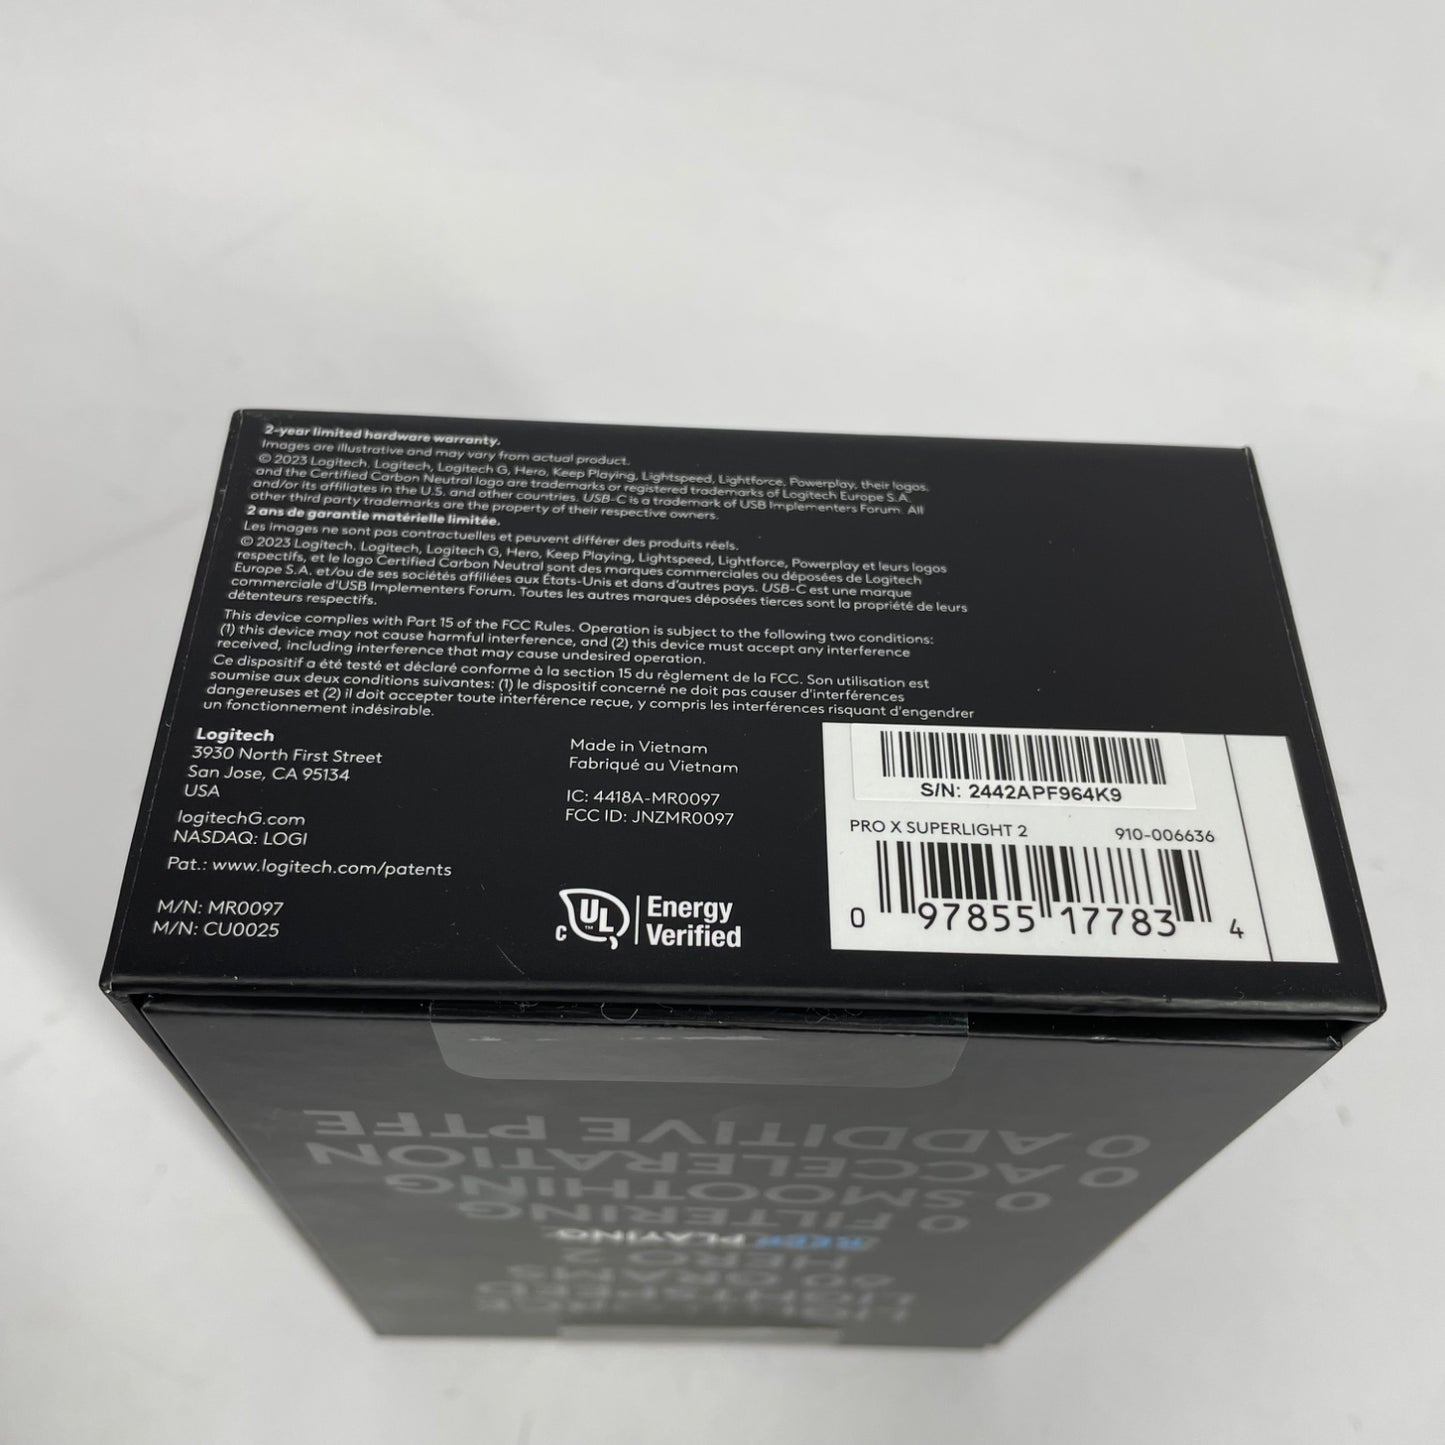 2-year limited hardware warranty.
Images are illustrative and may vary from actual product.
© 2023 Logitech. Logitech, Logitech G, Hero, Keep Playing, Lightspeed, Lightforce, Powerplay, their logos,
and the Certified Carbon Neutral logo are trademarks or registered trademarks of Logitech Europe S.A.
and/or its affiliates in the U.S. and other countries. USB-C is a trademark of USB Implementers Forum. All
other third party trademarks are the property of their respective owners.
2 ans de garantie matérielle limitée.
Les images ne sont pas contractuelles et peuvent différer des produits réels.
© 2023 Logitech. Logitech, Logitech G, Hero, Keep Playing, Lightspeed, Lightforce, Powerplay et leurs logos
respectifs, et le logo Certified Carbon Neutral sont des marques commerciales ou déposées de Logitech
Europe S.A. et/ou de ses sociétés affiliées aux États-Unis et dans d'autres pays. USB-C est une marque
commerciale d'USB Implementers Forum. Toutes les autres marques déposées tierces sont la propriété de leurs
détenteurs respectifs.
This device complies with Part 15 of the FCC Rules. Operation is subject to the following two conditions:
(1) this device may not cause harmful interference, and (2) this device must accept any interference
received, including interference that may cause undesired operation.
Ce dispositif a été testé et déclaré conforme à la section 15 du règlement de la FCC. Son utilisation est
soumise aux deux conditions suivantes: (1) le dispositif concerné ne doit pas causer d'interférences
dangereuses et (2) il doit accepter toute interférence reçue, y compris les interférences risquant d'engendrer
un fonctionnement indésirable.
Logitech
3930 North First Street
San Jose, CA 95134
USA
logitechG.com
NASDAQ: LOGI
Pat.: www.logitech.com/patents
M/N: MR0097
M/N: CU0025
Made in Vietnam
Fabriqué au Vietnam
IC: 4418A-MR0097
FCC ID: JNZMR0097
c UL ™ Energy
Verified
S/N: 2442APF964K9
PRO X SUPERLIGHT 2 910-006636
0 97855 17783 4
0 ADDITIVE PTFE
0 ACCELERATION
0 SMOOTHING
0 FILTERING
KEEP PLAYING
HERO 2
60 GRAMS
LIGHTSPEED
LIGHTFORCE